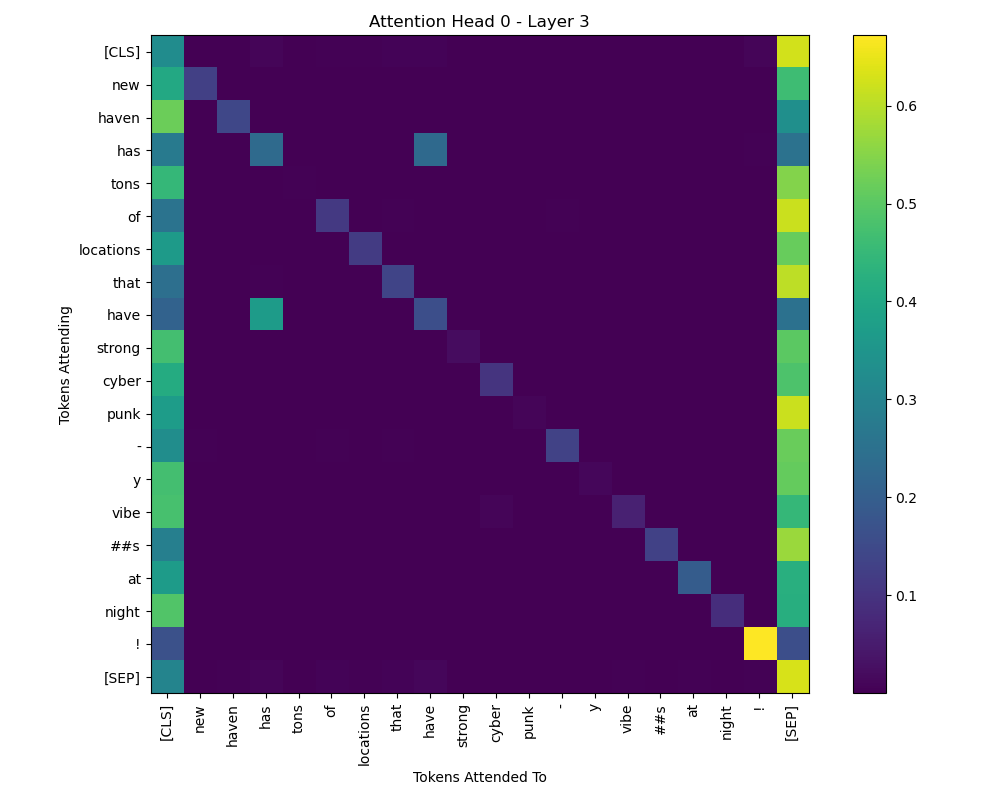 Attention Head 0 - Layer 3
Tokens Attending
[CLS]
new
haven
has
tons
of
locations
that
have
strong
cyber
punk
-
y
vibe
##s
at
night
!
[SEP]
[CLS]
new
haven
has
tons
of
locations
that
have
strong
cyber
punk
-
y
vibe
##s
at
night
!
[SEP]
Tokens Attended To
0.6
0.5
0.4
0.3
0.2
0.1